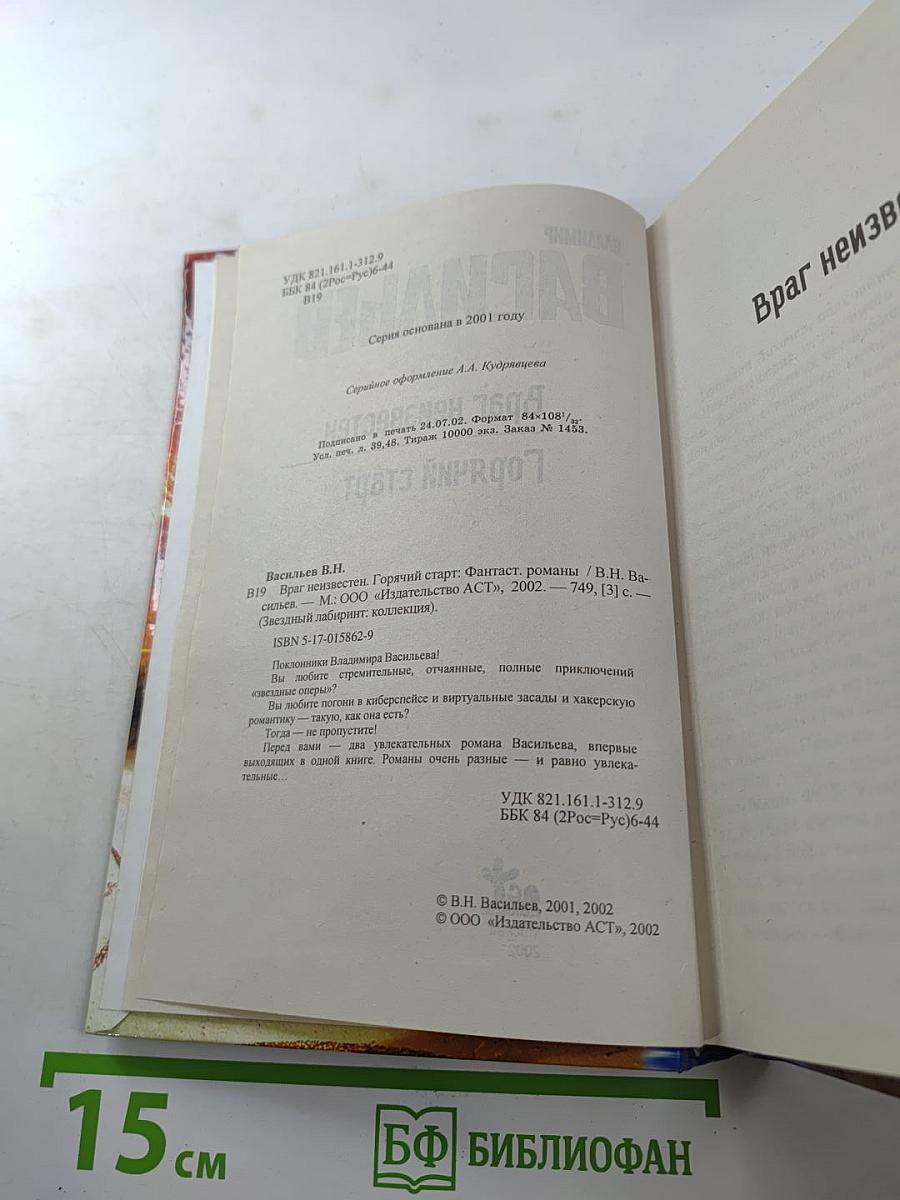 УДК 821.161.1-312.9
ББК 84 (2Рос=Рус)6-44
В19
Серия основана в 2001 году
Серийное оформление А.А. Кудрявцева
Подписано в печать 24.07.02. Формат 84×108¹/₃₂.
Усл. печ. л. 39,48. Тираж 10000 экз. Заказ № 1453.
Васильев В.Н.
В19 Враг неизвестен. Горячий старт: Фантаст. романы / В.Н. Ва-
сильев. — М.: ООО «Издательство АСТ», 2002. — 749, [3] с. —
(Звездный лабиринт: коллекция).
ISBN 5-17-015862-9
Поклонники Владимира Васильева!
Вы любите стремительные, отчаянные, полные приключений
«звездные оперы»?
Вы любите погони в киберспейсе и виртуальные засады и хакерскую
романтику — такую, как она есть?
Тогда — не пропустите!
Перед вами — два увлекательных романа Васильева, впервые
выходящих в одной книге. Романы очень разные — и равно увлека-
тельные...
УДК 821.161.1-312.9
ББК 84 (2Рос=Рус)6-44
© В.Н. Васильев, 2001, 2002
© ООО «Издательство АСТ», 2002
Враг неизве
15 см
БФ БИБЛИОФАН